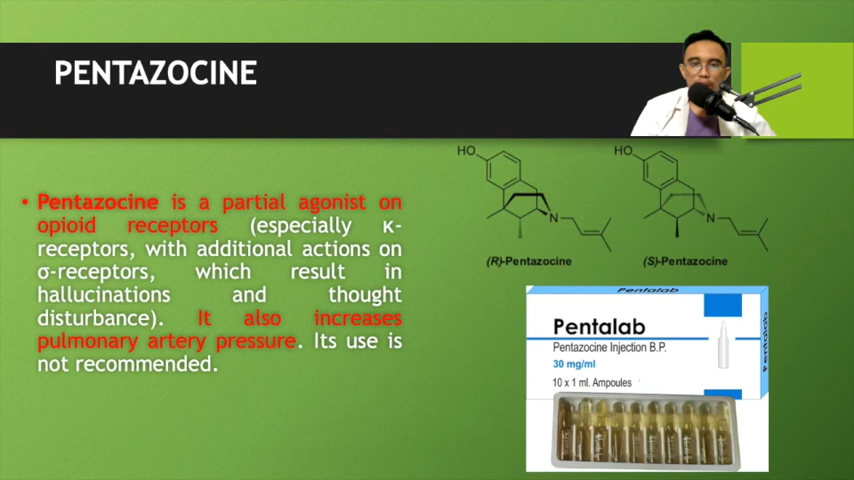 PENTAZOCINE
• Pentazocine is a partial agonist on
opioid receptors (especially κ-
receptors, with additional actions on
σ-receptors, which result in
hallucinations and thought
disturbance). It also increases
pulmonary artery pressure. Its use is
not recommended.
HO
N
(R)-Pentazocine
HO
N
(S)-Pentazocine
Pentalab
Pentalab
Pentazocine Injection B.P.
30 mg/ml
10 x 1 ml. Ampoules
Pentalab